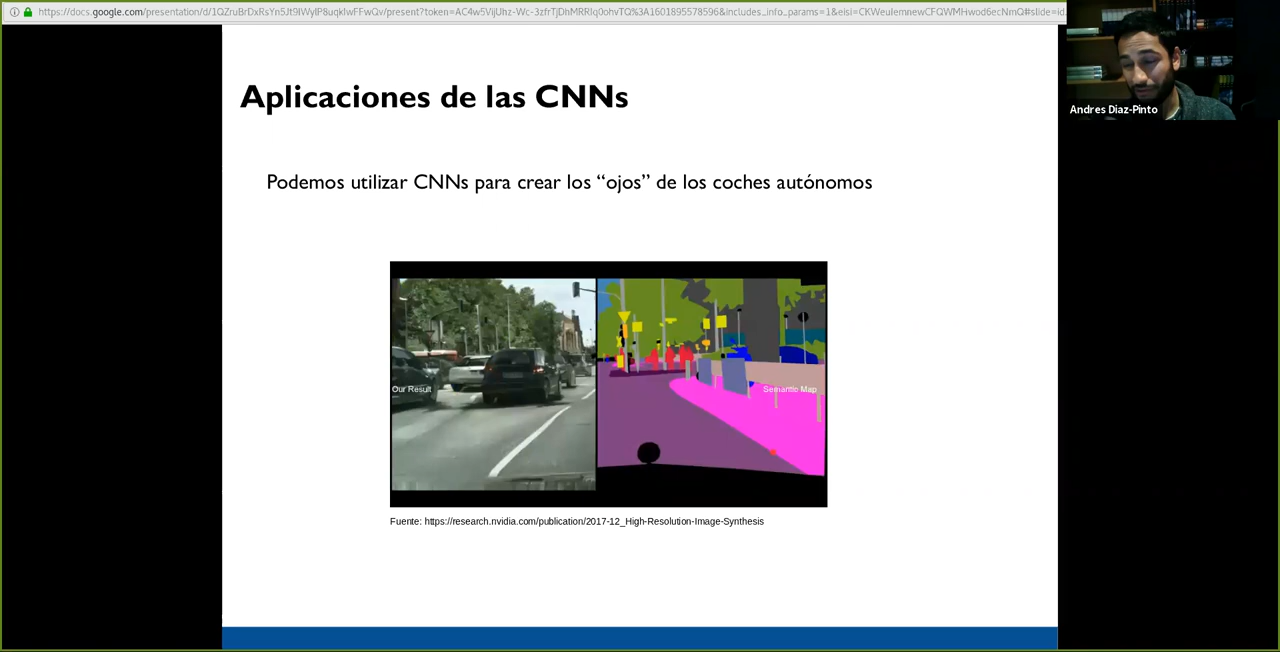 Andres Diaz-Pinto
Aplicaciones de las CNNs
Podemos utilizar CNNs para crear los “ojos” de los coches autónomos
Our Result
Semantic Map
Fuente: https://research.nvidia.com/publication/2017-12_High-Resolution-Image-Synthesis